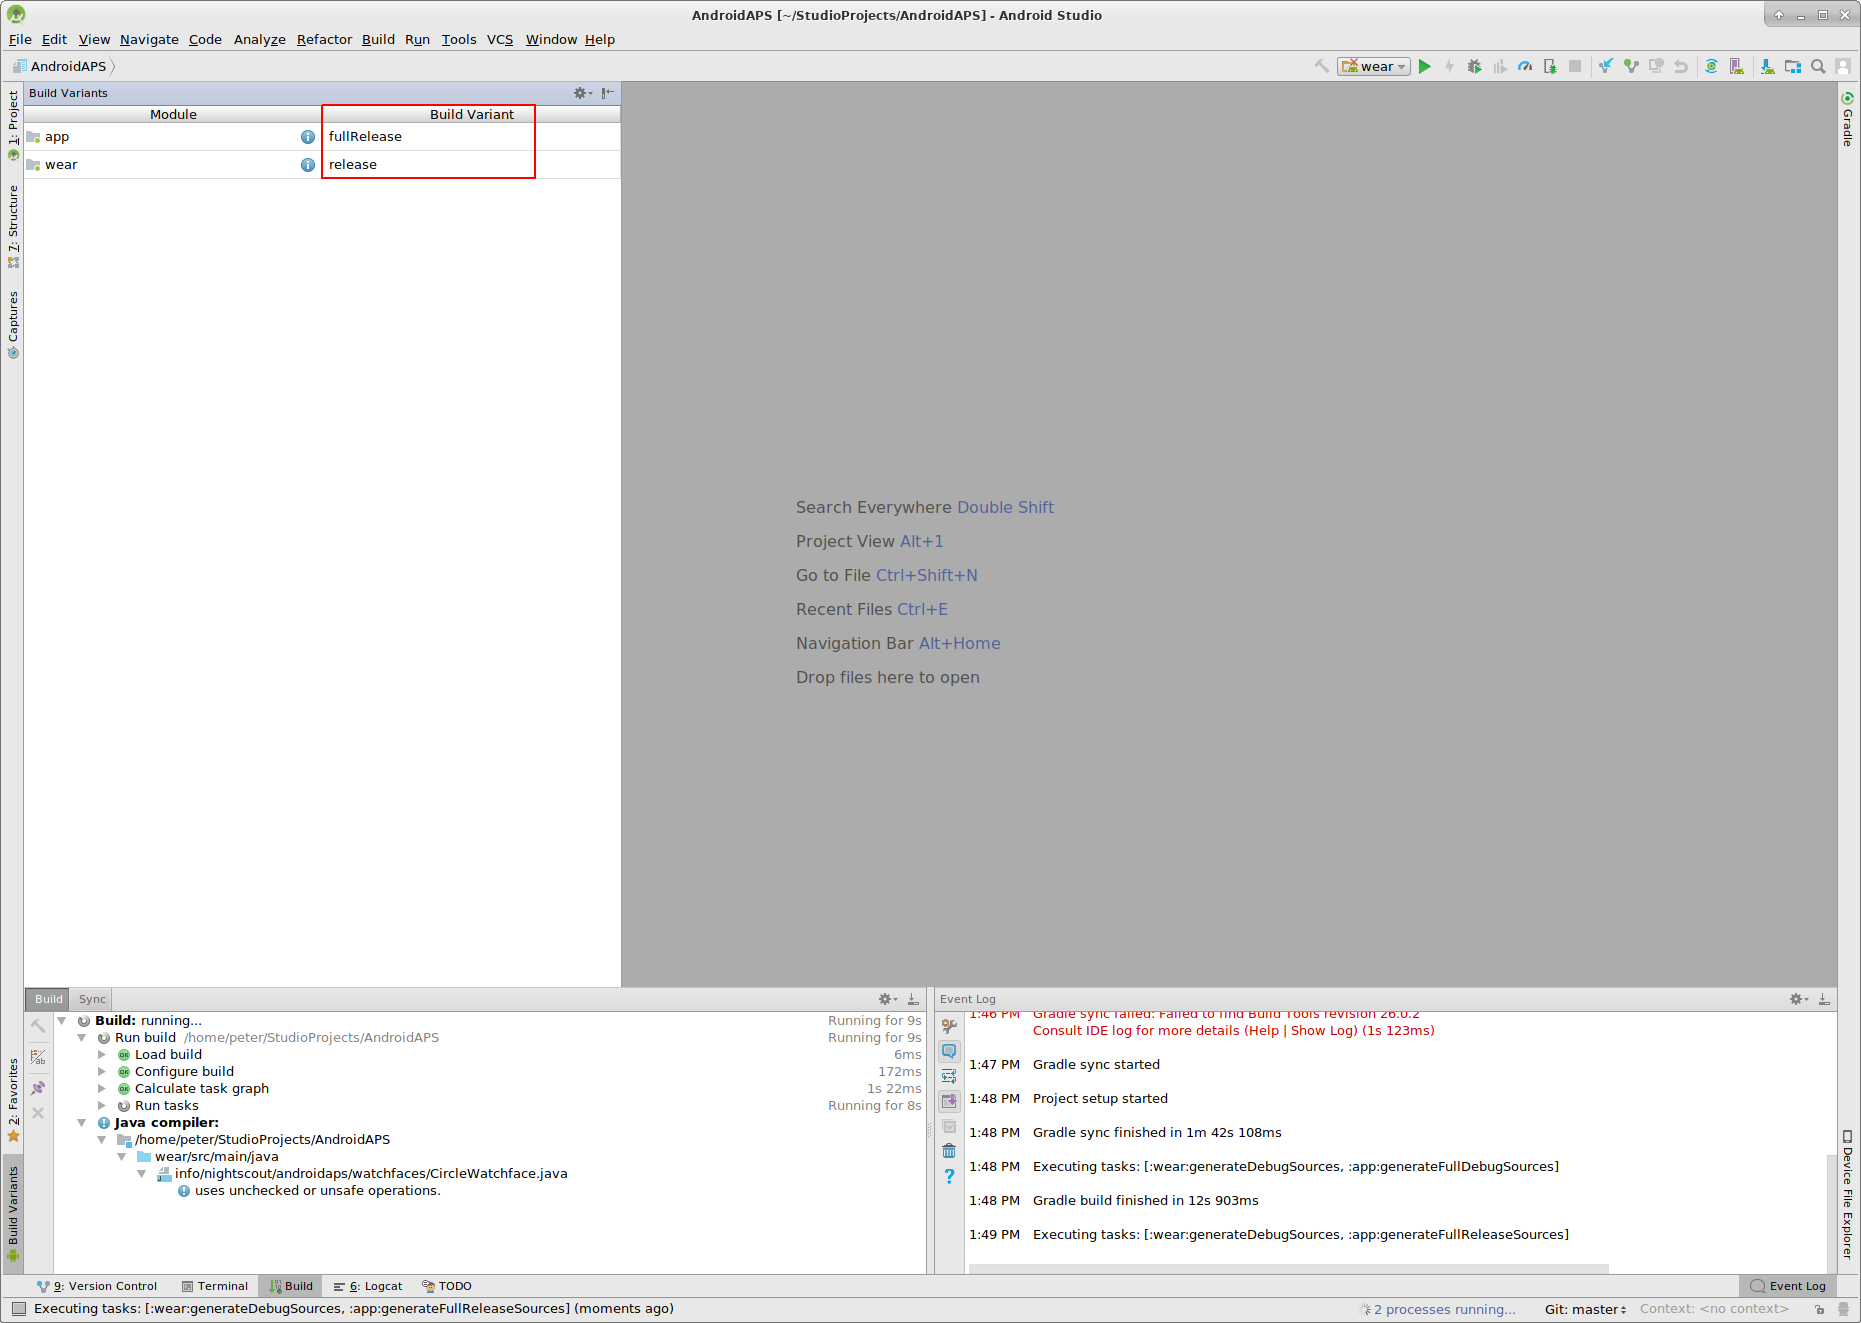 AndroidAPS [~/StudioProjects/AndroidAPS] - Android Studio
File Edit View Navigate Code Analyze Refactor Build Run Tools VCS Window Help
AndroidAPS
wear
Build Variants
Module Build Variant
app fullRelease
wear release
1: Project
7: Structure
Captures
2: Favorites
Build Variants
Gradle
Device File Explorer
Search Everywhere Double Shift
Project View Alt+1
Go to File Ctrl+Shift+N
Recent Files Ctrl+E
Navigation Bar Alt+Home
Drop files here to open
Build Sync
Build: running... Running for 9s
Run build /home/peter/StudioProjects/AndroidAPS Running for 9s
Load build 6ms
Configure build 172ms
Calculate task graph 1s 22ms
Run tasks Running for 8s
Java compiler:
/home/peter/StudioProjects/AndroidAPS
wear/src/main/java
info/nightscout/androidaps/watchfaces/CircleWatchface.java
uses unchecked or unsafe operations.
Event Log
1:46 PM Gradle sync failed: Failed to find Build Tools revision 26.0.2
Consult IDE log for more details (Help | Show Log) (1s 123ms)
1:47 PM Gradle sync started
1:48 PM Project setup started
1:48 PM Gradle sync finished in 1m 42s 108ms
1:48 PM Executing tasks: [:wear:generateDebugSources, :app:generateFullDebugSources]
1:48 PM Gradle build finished in 12s 903ms
1:49 PM Executing tasks: [:wear:generateDebugSources, :app:generateFullReleaseSources]
9: Version Control Terminal Build 6: Logcat TODO Event Log
Executing tasks: [:wear:generateDebugSources, :app:generateFullReleaseSources] (moments ago) 2 processes running... Git: master Context: <no context>